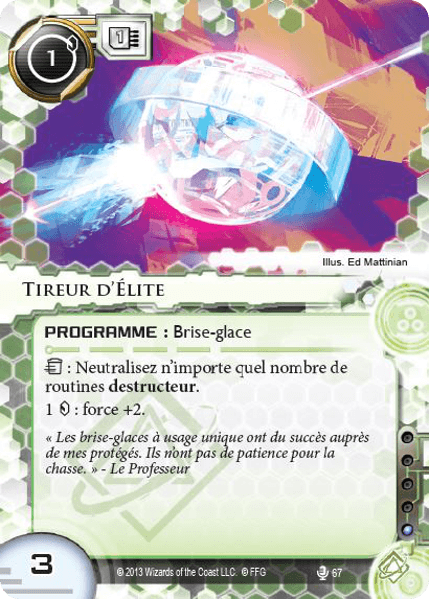 1
1
Illus. Ed Mattinian
Tireur d'Élite
PROGRAMME : Brise-glace
: Neutralisez n'importe quel nombre de
routines destructeur.
1 : force +2.
« Les brise-glaces à usage unique ont du succès auprès
de mes protégés. Ils n'ont pas de patience pour la
chasse. » - Le Professeur
3
© 2013 Wizards of the Coast LLC. © FFG
67